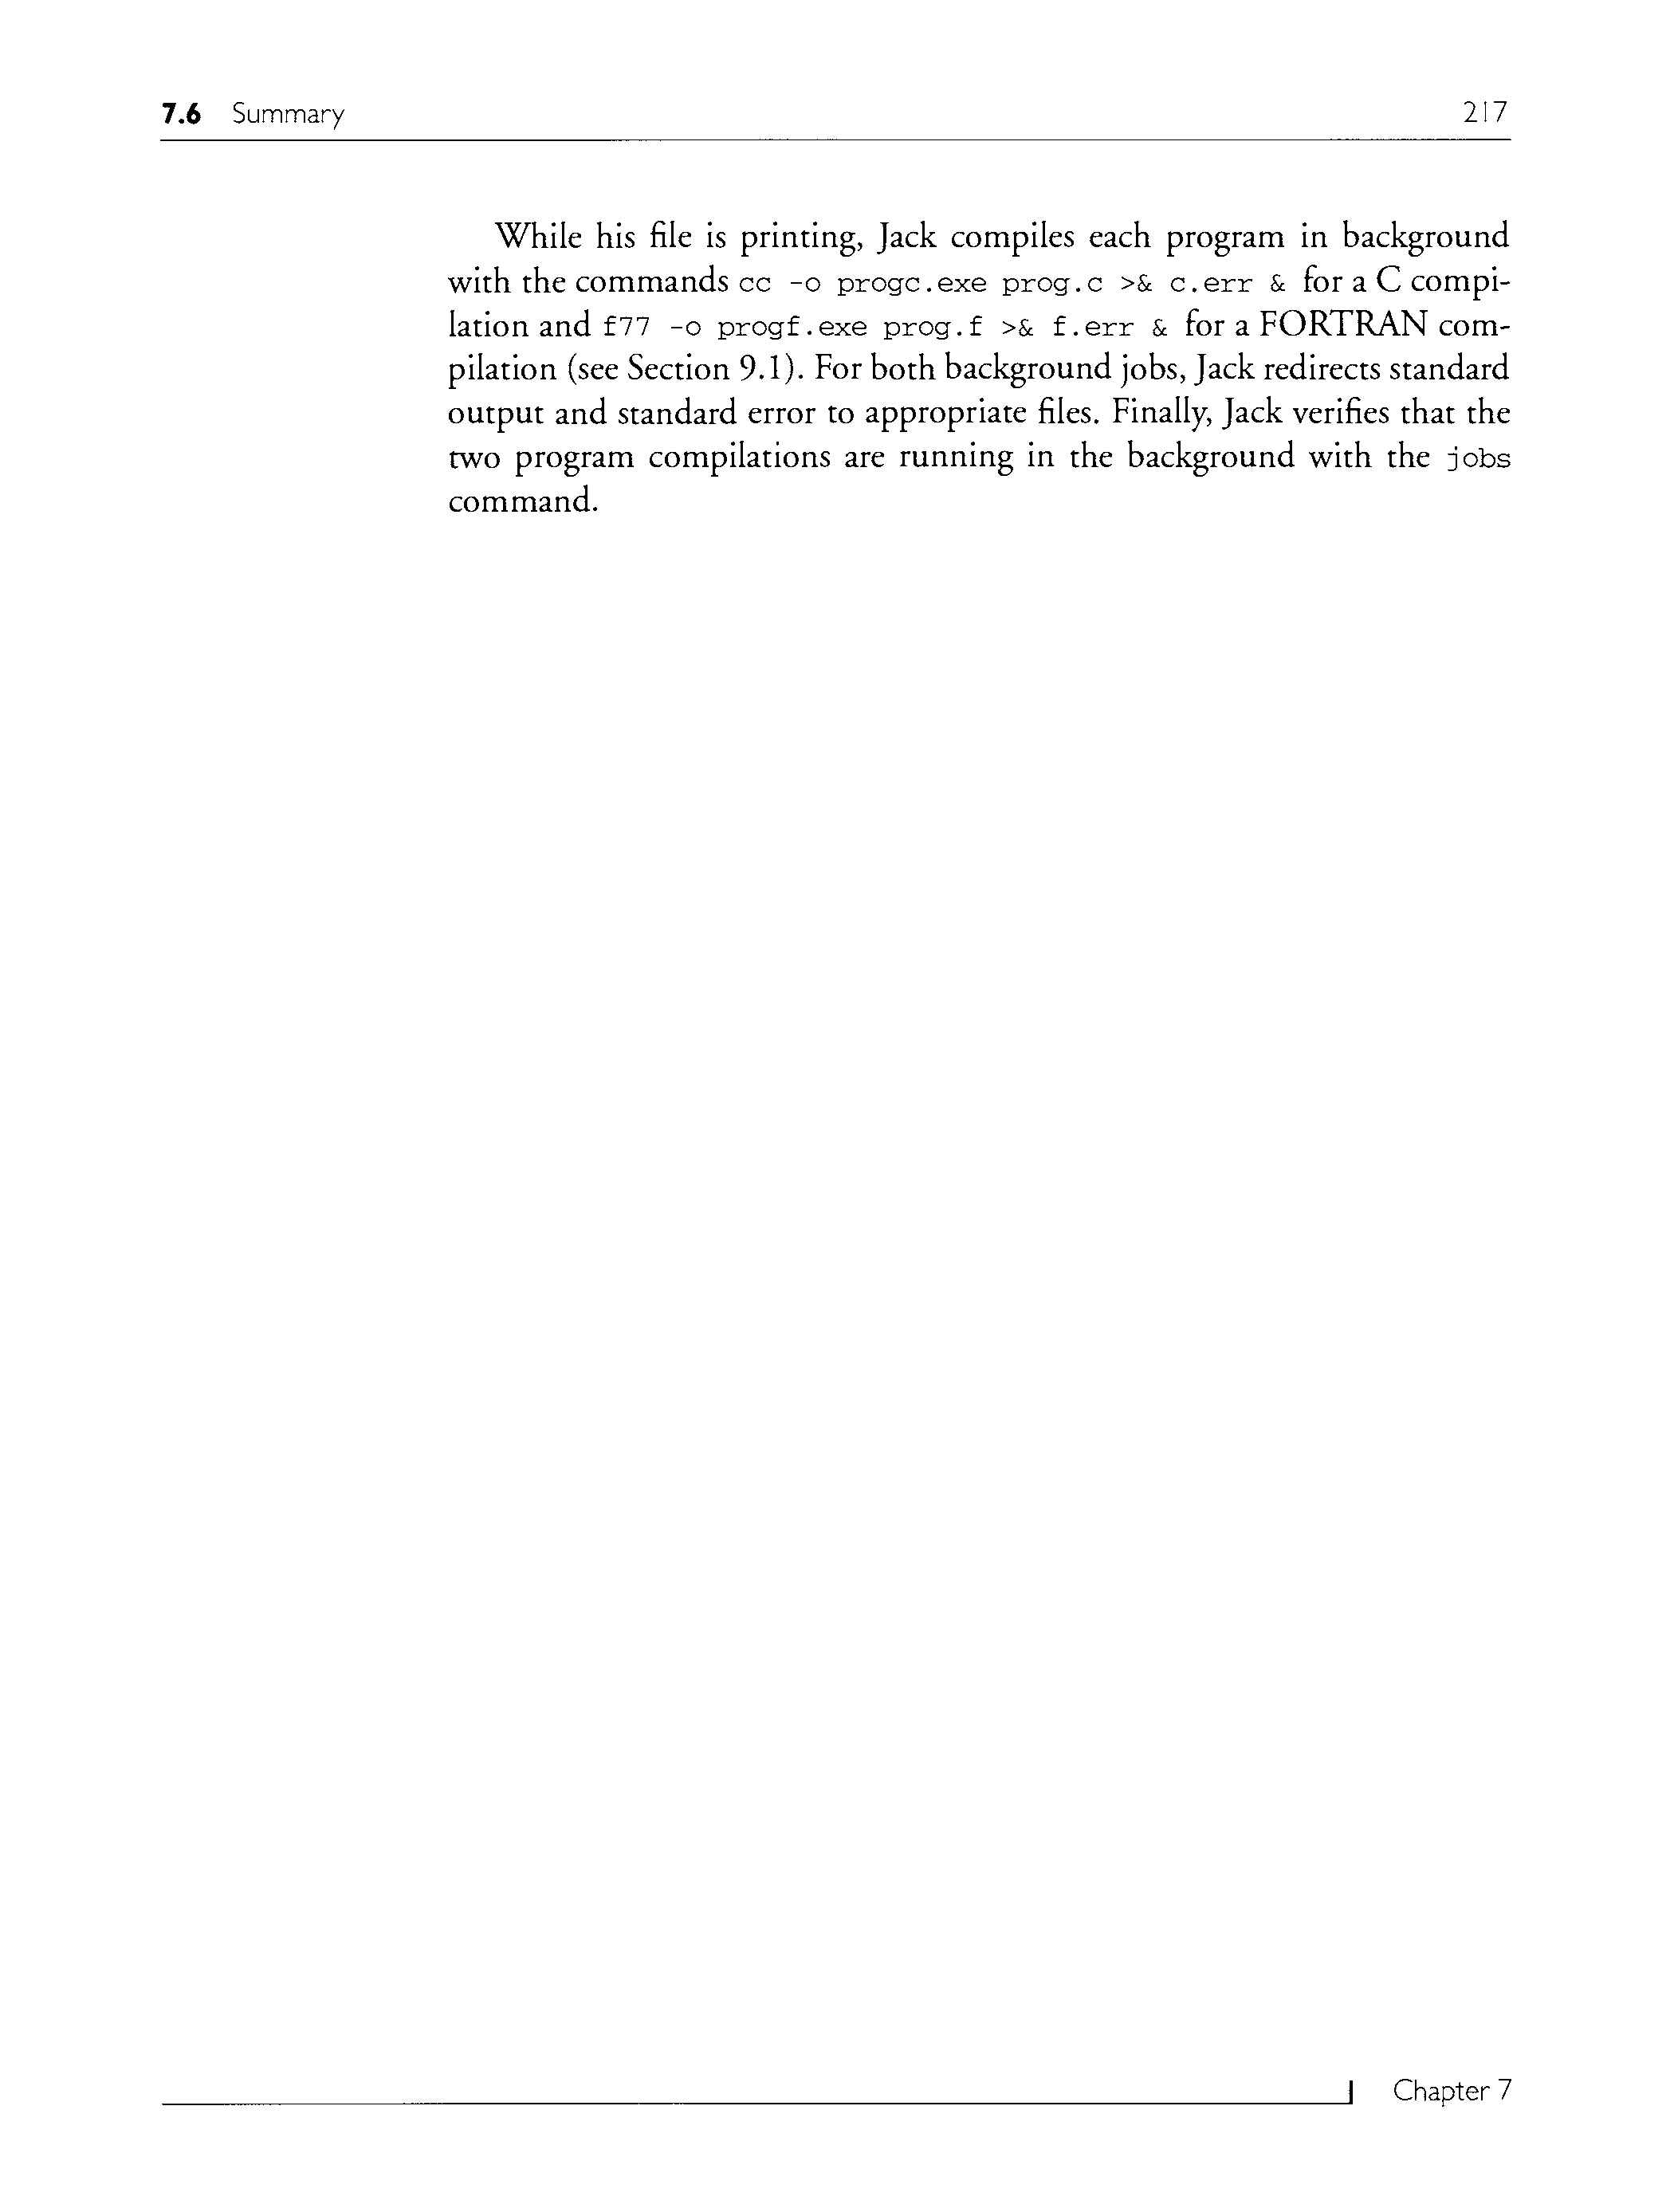 7.6 Summary 217
While his file is printing, Jack compiles each program in background
with the commands cc -o progc.exe prog.c >& c.err & for a C compi-
lation and f77 -o progf.exe prog.f >& f.err & for a FORTRAN com-
pilation (see Section 9.1). For both background jobs, Jack redirects standard
output and standard error to appropriate files. Finally, Jack verifies that the
two program compilations are running in the background with the jobs
command.
Chapter 7